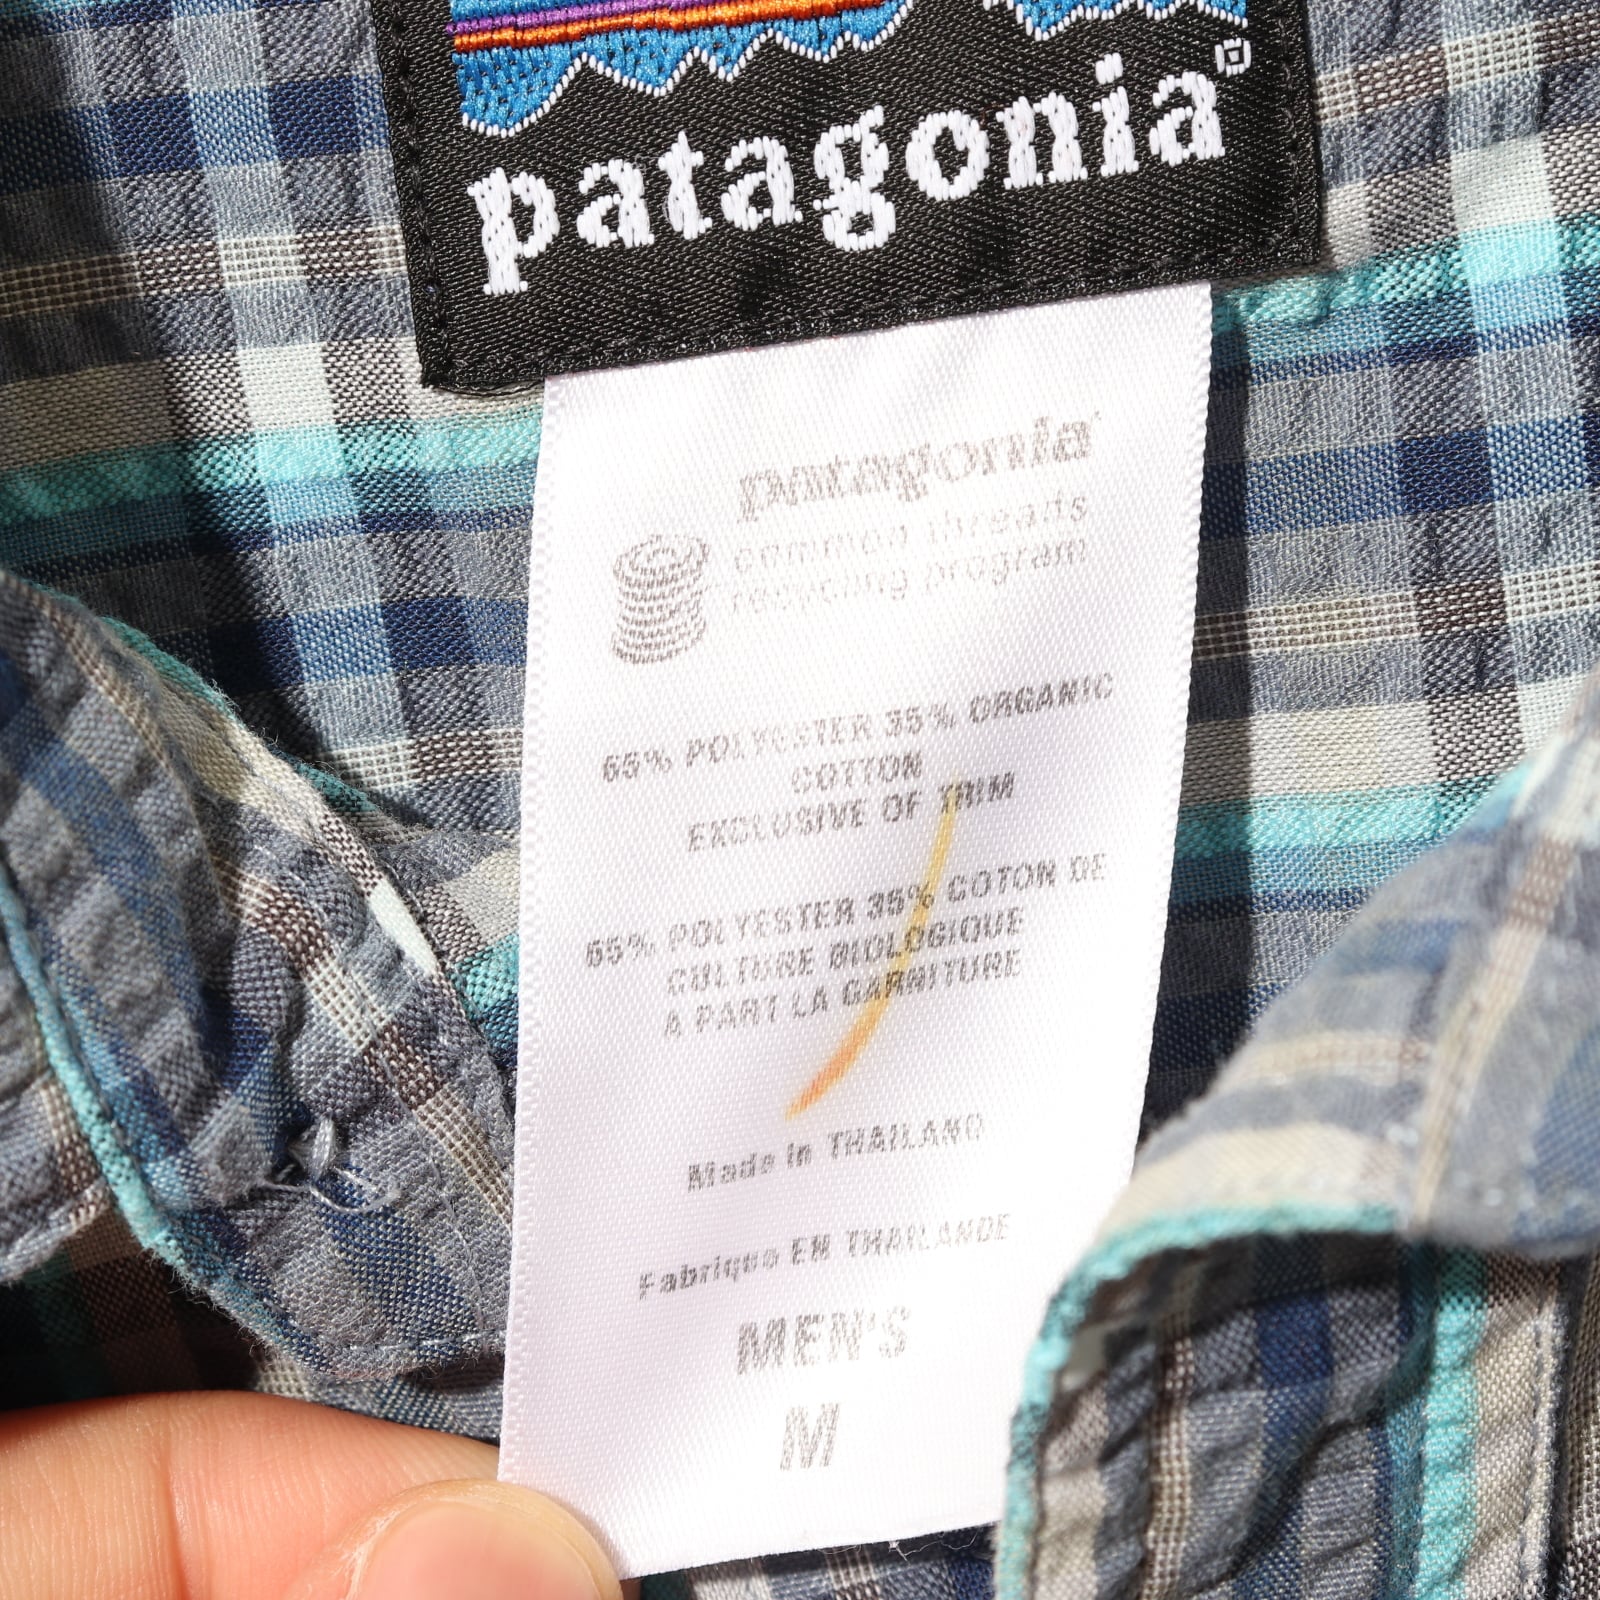 patagonia®
patagonia®
common threads
recycling program
65% POLYESTER 35% ORGANIC
COTTON
EXCLUSIVE OF TRIM
65% POLYESTER 35% COTON DE
CULTURE BIOLOGIQUE
A PART LA GARNITURE
Made in THAILAND
Fabriqué EN THAILANDE
MEN'S
M